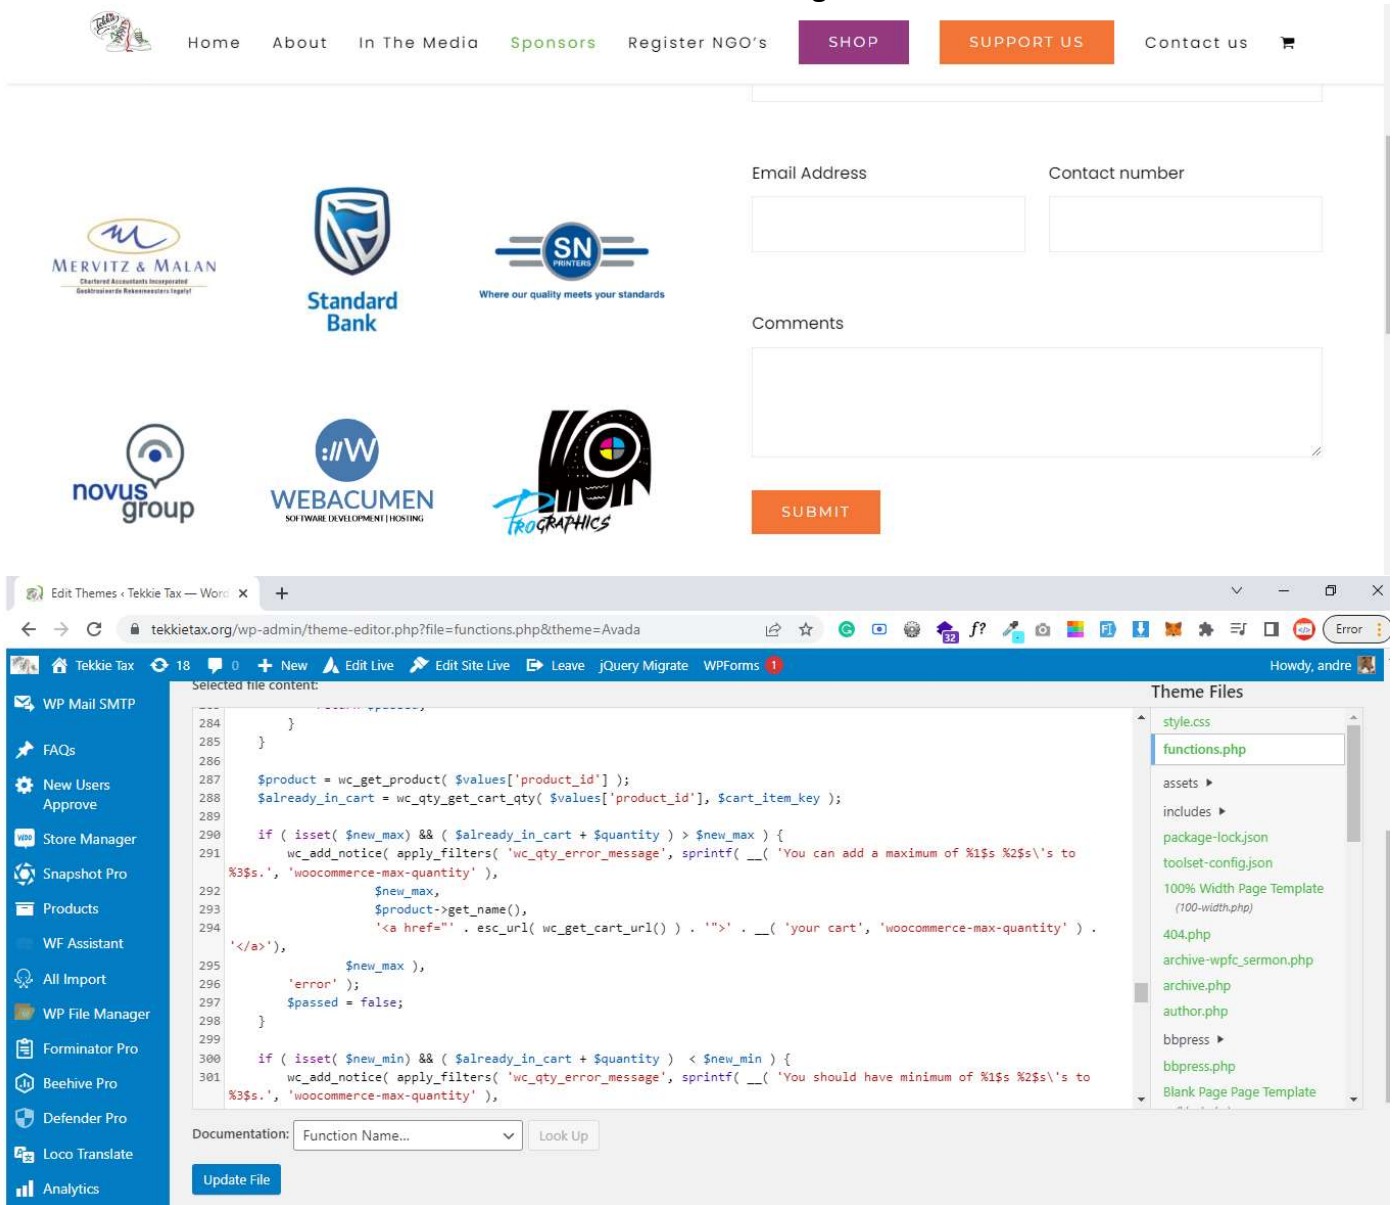 Tekkie
Home About In The Media Sponsors Register NGO's SHOP SUPPORT US Contact us
Email Address Contact number
MERVITZ & MALAN
Chartered Accountants Incorporated
Geoktrooieerde Rekenmeesters Ingelyf
Standard
Bank
SN
PRINTERS
Where our quality meets your standards
Comments
novus
group
://W
WEBACUMEN
SOFTWARE DEVELOPMENT | HOSTING
PROGRAPHICS
SUBMIT
Edit Themes ‹ Tekkie Tax — Word
tekkietax.org/wp-admin/theme-editor.php?file=functions.php&theme=Avada
32 f? Error
Tekkie Tax 18 0 New Edit Live Edit Site Live Leave jQuery Migrate WPForms 1 Howdy, andre
WP Mail SMTP
FAQs
New Users
Approve
Store Manager
Snapshot Pro
Products
WF Assistant
All Import
WP File Manager
Forminator Pro
Beehive Pro
Defender Pro
Loco Translate
Analytics
Selected file content:
284 }
285 }
286
287 $product = wc_get_product( $values['product_id'] );
288 $already_in_cart = wc_qty_get_cart_qty( $values['product_id'], $cart_item_key );
289
290 if ( isset( $new_max) && ( $already_in_cart + $quantity ) > $new_max ) {
291 wc_add_notice( apply_filters( 'wc_qty_error_message', sprintf( __( 'You can add a maximum of %1$s %2$s\'s to
%3$s.', 'woocommerce-max-quantity' ),
292 $new_max,
293 $product->get_name(),
294 '<a href="' . esc_url( wc_get_cart_url() ) . '">' . __( 'your cart', 'woocommerce-max-quantity' ) .
'</a>'),
295 $new_max ),
296 'error' );
297 $passed = false;
298 }
299
300 if ( isset( $new_min) && ( $already_in_cart + $quantity ) < $new_min ) {
301 wc_add_notice( apply_filters( 'wc_qty_error_message', sprintf( __( 'You should have minimum of %1$s %2$s\'s to
%3$s.', 'woocommerce-max-quantity' ),
Documentation: Function Name... Look Up
Update File
Theme Files
style.css
functions.php
assets
includes
package-lock.json
toolset-config.json
100% Width Page Template
(100-width.php)
404.php
archive-wpfc_sermon.php
archive.php
author.php
bbpress
bbpress.php
Blank Page Page Template